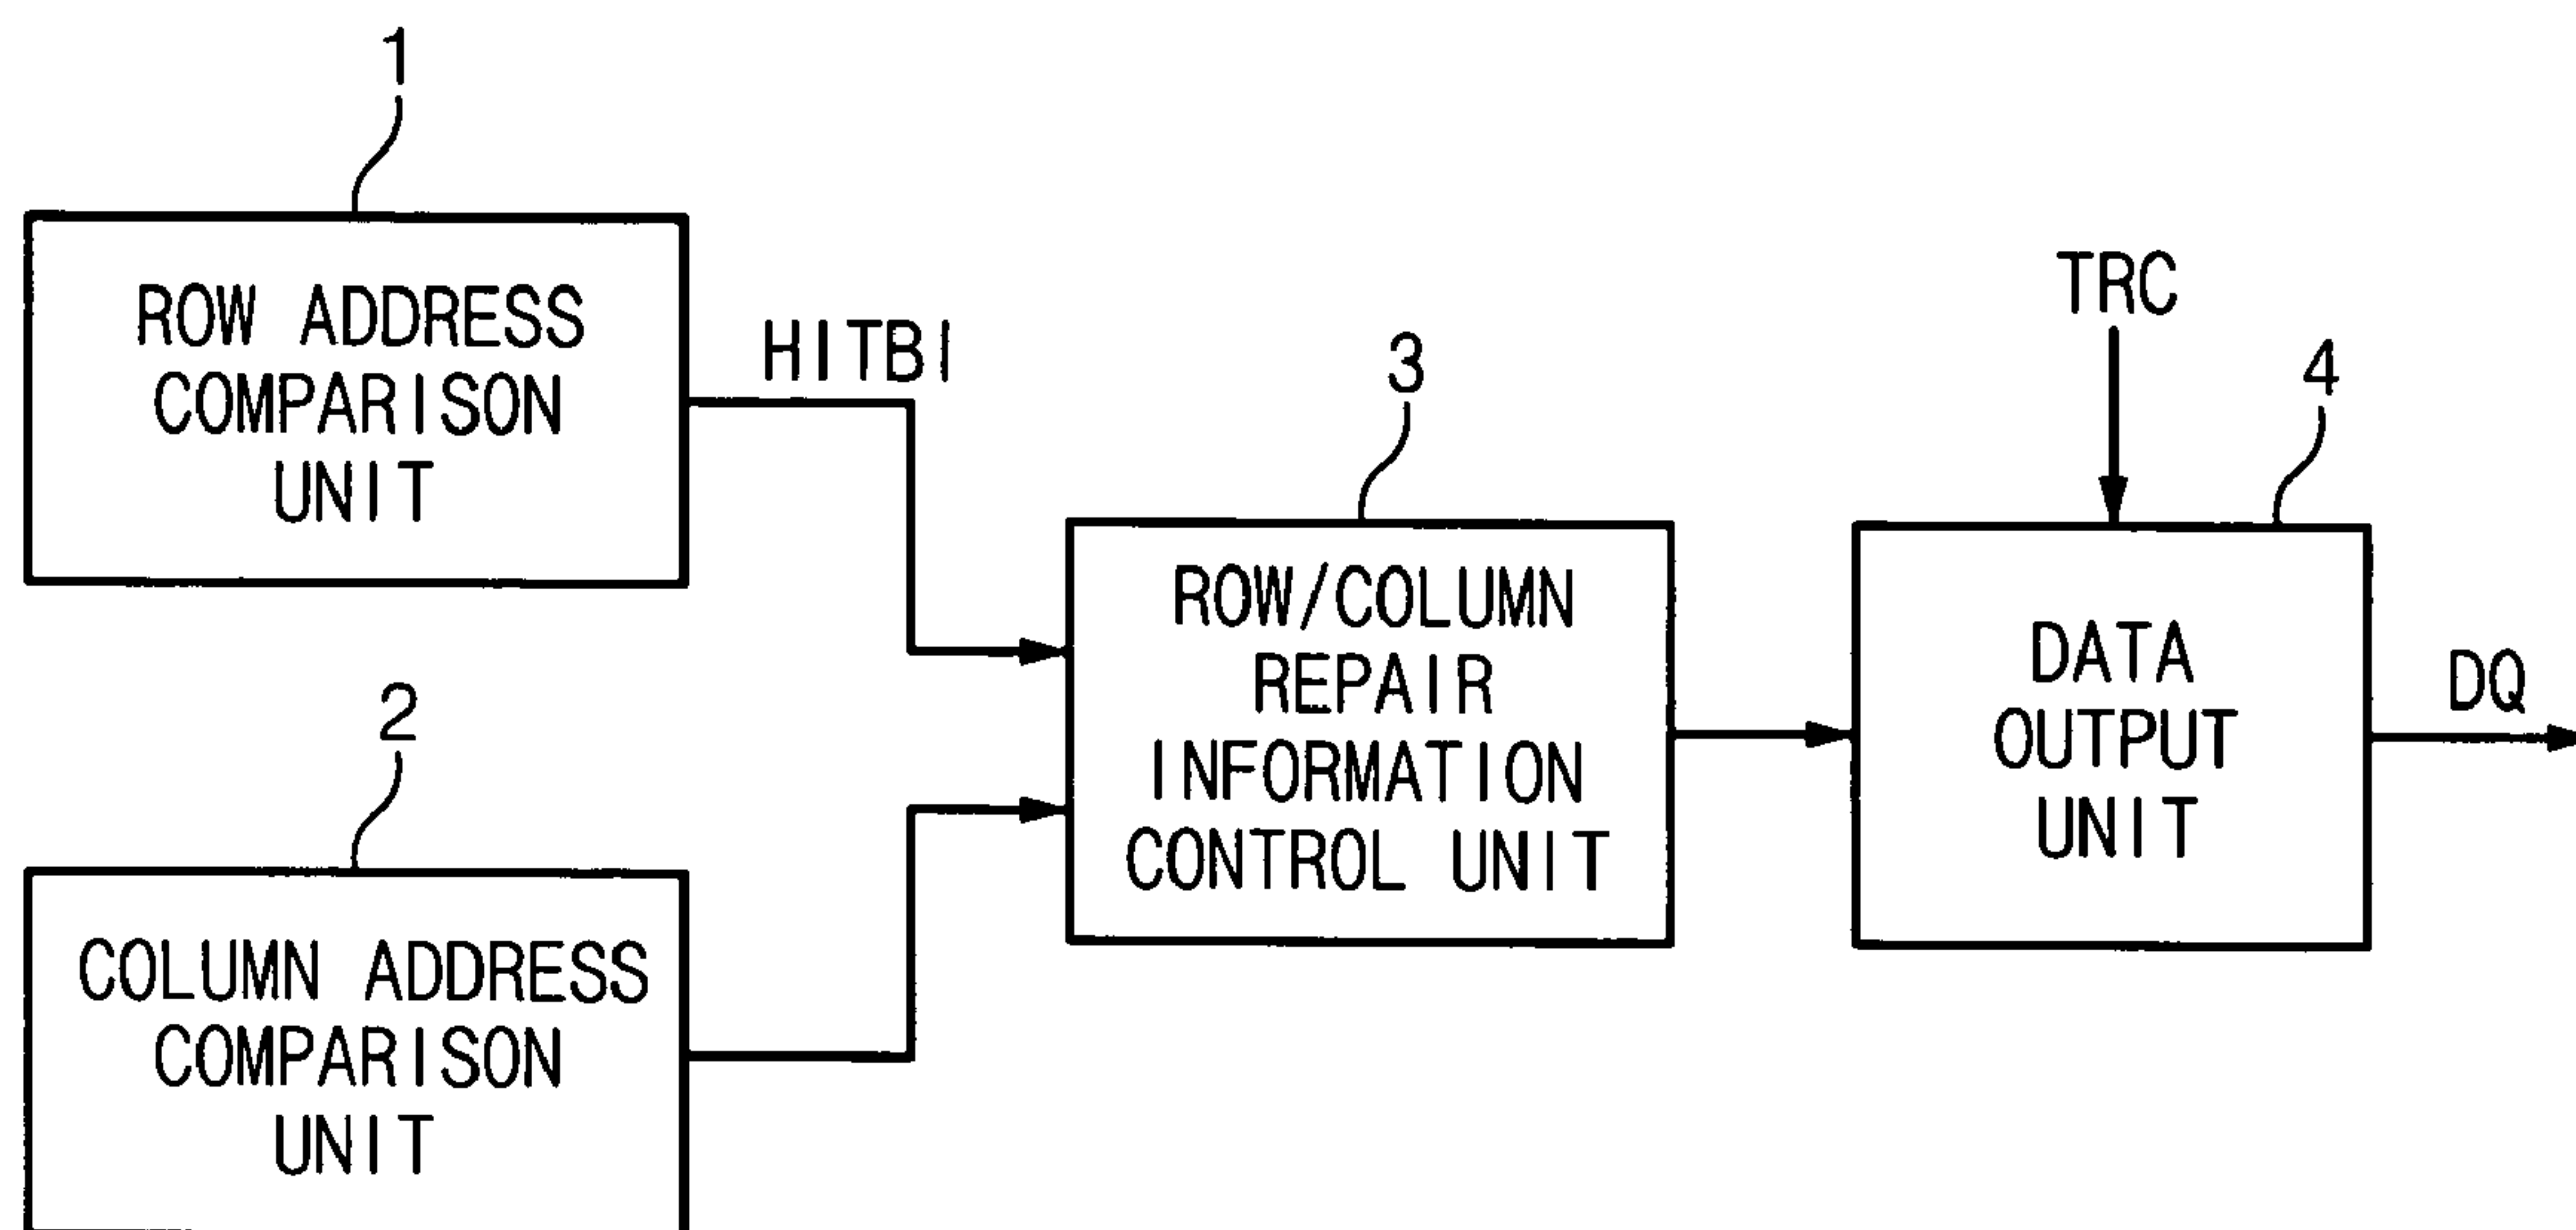 1
ROW ADDRESS
COMPARISON
UNIT
HITBI
2
COLUMN ADDRESS
COMPARISON
UNIT
3
ROW/COLUMN
REPAIR
INFORMATION
CONTROL UNIT
TRC
4
DATA
OUTPUT
UNIT
DQ